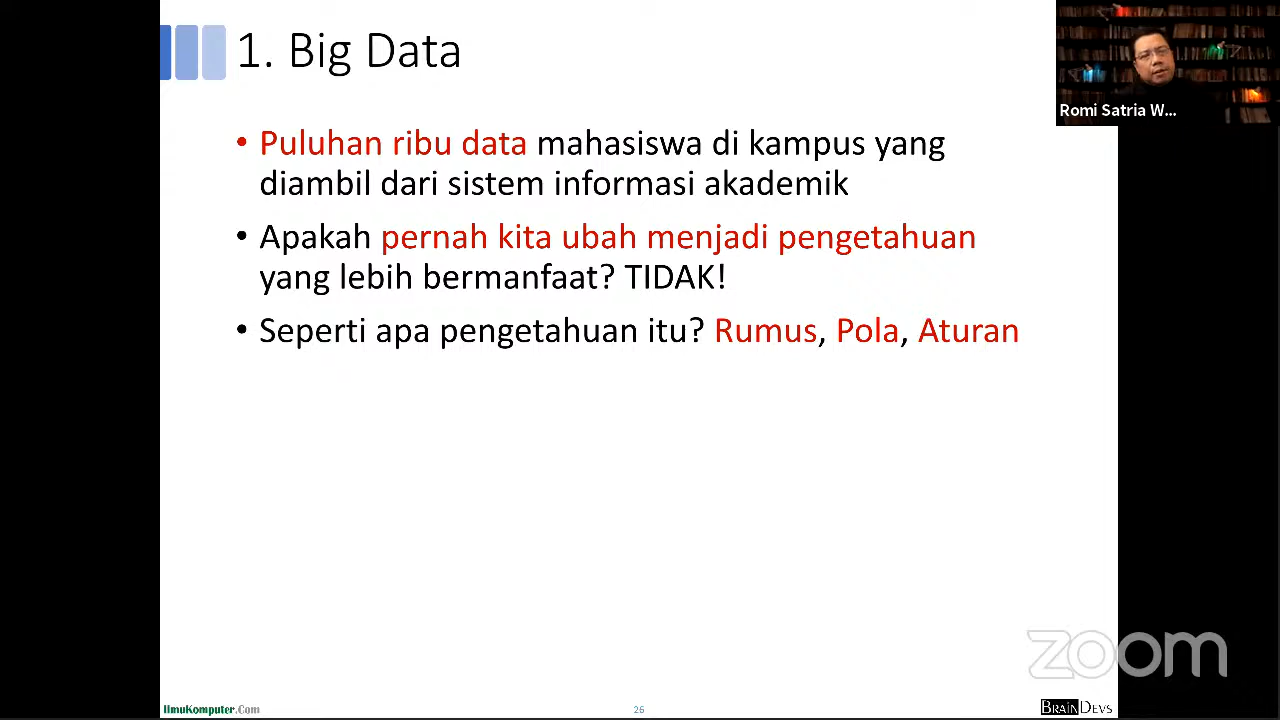 1. Big Data
Romi Satria W...
• Puluhan ribu data mahasiswa di kampus yang
diambil dari sistem informasi akademik
• Apakah pernah kita ubah menjadi pengetahuan
yang lebih bermanfaat? TIDAK!
• Seperti apa pengetahuan itu? Rumus, Pola, Aturan
zoom
IlmuKomputer.Com
26
BRAINDEVS